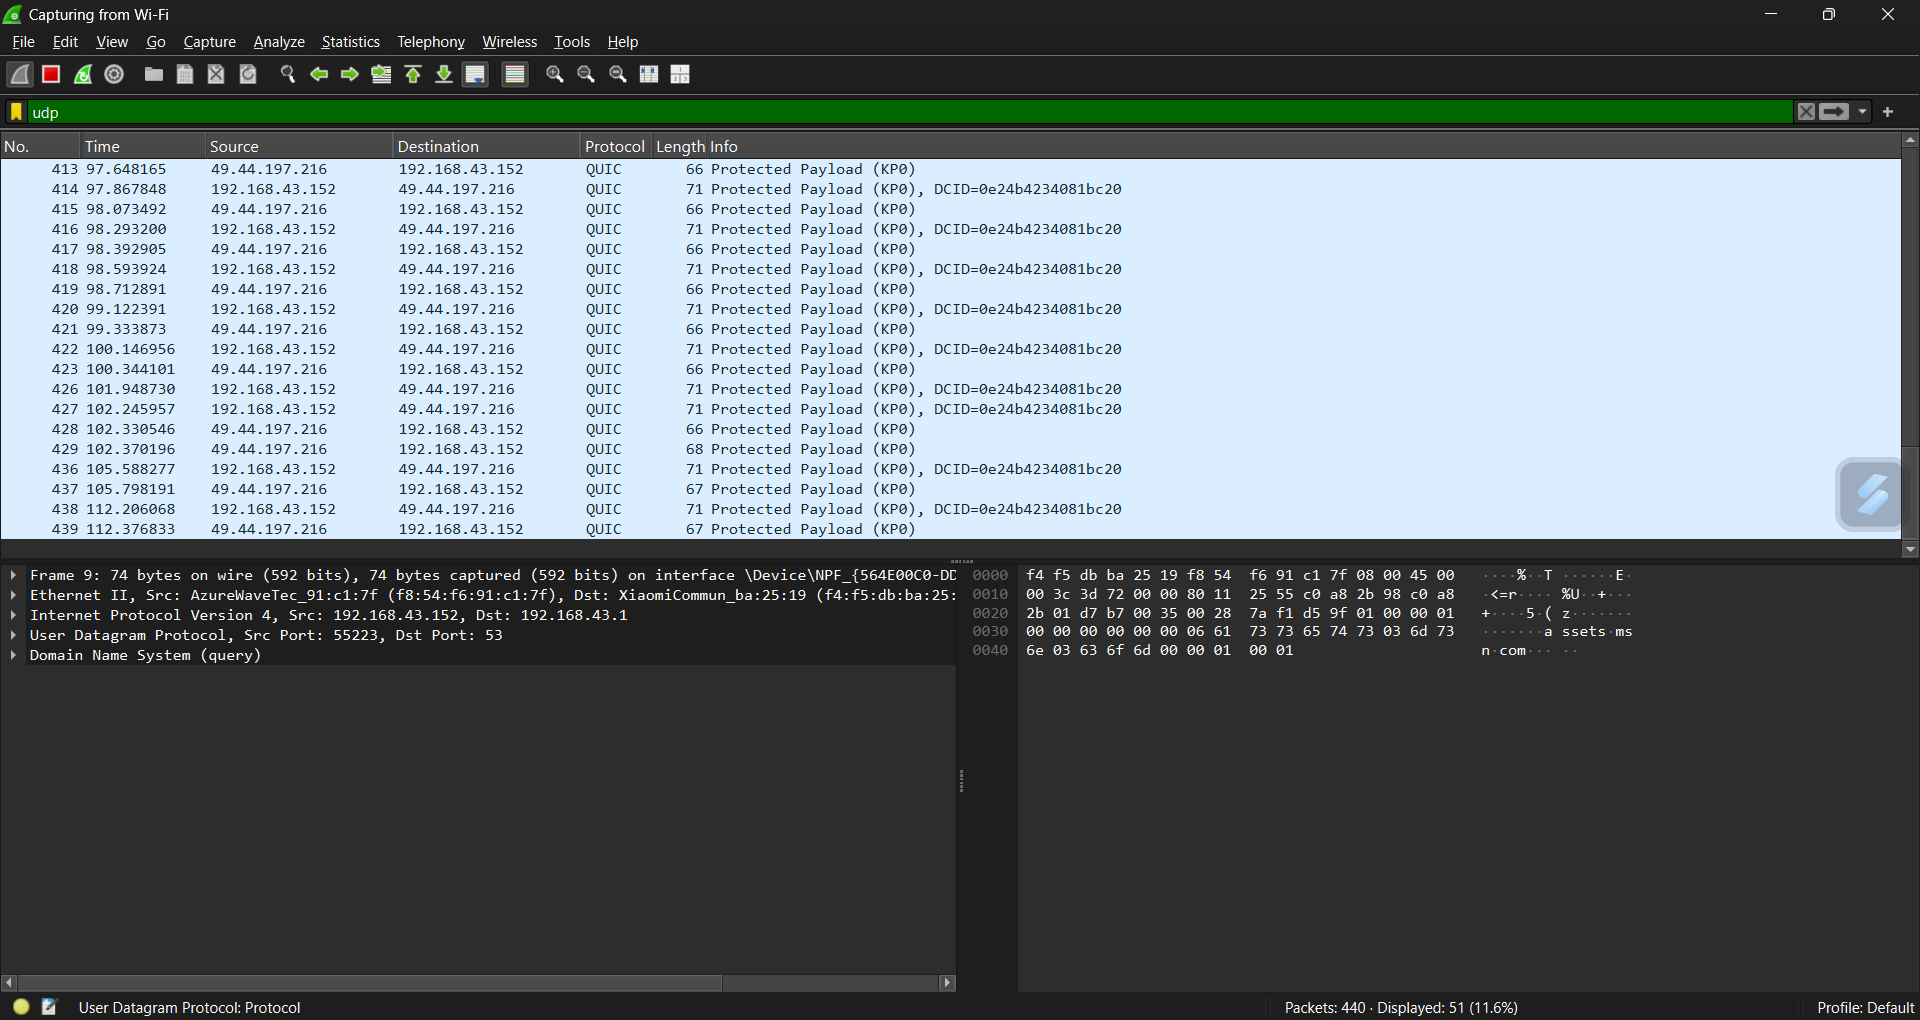 Capturing from Wi-Fi
File Edit View Go Capture Analyze Statistics Telephony Wireless Tools Help
udp
No. Time Source Destination Protocol Length Info
413 97.648165 49.44.197.216 192.168.43.152 QUIC 66 Protected Payload (KP0)
414 97.867848 192.168.43.152 49.44.197.216 QUIC 71 Protected Payload (KP0), DCID=0e24b4234081bc20
415 98.073492 49.44.197.216 192.168.43.152 QUIC 66 Protected Payload (KP0)
416 98.293200 192.168.43.152 49.44.197.216 QUIC 71 Protected Payload (KP0), DCID=0e24b4234081bc20
417 98.392905 49.44.197.216 192.168.43.152 QUIC 66 Protected Payload (KP0)
418 98.593924 192.168.43.152 49.44.197.216 QUIC 71 Protected Payload (KP0), DCID=0e24b4234081bc20
419 98.712891 49.44.197.216 192.168.43.152 QUIC 66 Protected Payload (KP0)
420 99.122391 192.168.43.152 49.44.197.216 QUIC 71 Protected Payload (KP0), DCID=0e24b4234081bc20
421 99.333873 49.44.197.216 192.168.43.152 QUIC 66 Protected Payload (KP0)
422 100.146956 192.168.43.152 49.44.197.216 QUIC 71 Protected Payload (KP0), DCID=0e24b4234081bc20
423 100.344101 49.44.197.216 192.168.43.152 QUIC 66 Protected Payload (KP0)
426 101.948730 192.168.43.152 49.44.197.216 QUIC 71 Protected Payload (KP0), DCID=0e24b4234081bc20
427 102.245957 192.168.43.152 49.44.197.216 QUIC 71 Protected Payload (KP0), DCID=0e24b4234081bc20
428 102.330546 49.44.197.216 192.168.43.152 QUIC 66 Protected Payload (KP0)
429 102.370196 49.44.197.216 192.168.43.152 QUIC 68 Protected Payload (KP0)
436 105.588277 192.168.43.152 49.44.197.216 QUIC 71 Protected Payload (KP0), DCID=0e24b4234081bc20
437 105.798191 49.44.197.216 192.168.43.152 QUIC 67 Protected Payload (KP0)
438 112.206068 192.168.43.152 49.44.197.216 QUIC 71 Protected Payload (KP0), DCID=0e24b4234081bc20
439 112.376833 49.44.197.216 192.168.43.152 QUIC 67 Protected Payload (KP0)
Frame 9: 74 bytes on wire (592 bits), 74 bytes captured (592 bits) on interface \Device\NPF_{564E00C0-DD
Ethernet II, Src: AzureWaveTec_91:c1:7f (f8:54:f6:91:c1:7f), Dst: XiaomiCommun_ba:25:19 (f4:f5:db:ba:25:
Internet Protocol Version 4, Src: 192.168.43.152, Dst: 192.168.43.1
User Datagram Protocol, Src Port: 55223, Dst Port: 53
Domain Name System (query)
0000 f4 f5 db ba 25 19 f8 54 f6 91 c1 7f 08 00 45 00 ····%··T ······E·
0010 00 3c 3d 72 00 00 80 11 25 55 c0 a8 2b 98 c0 a8 ·<=r···· %U··+···
0020 2b 01 d7 b7 00 35 00 28 7a f1 d5 9f 01 00 00 01 +····5·( z·······
0030 00 00 00 00 00 00 06 61 73 73 65 74 73 03 6d 73 ·······a ssets·ms
0040 6e 03 63 6f 6d 00 00 01 00 01 n·com··· ··
User Datagram Protocol: Protocol
Packets: 440 · Displayed: 51 (11.6%)
Profile: Default